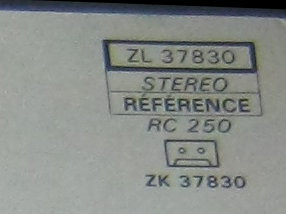 ZL 37830
STEREO
RÉFÉRENCE
RC 250
ZK 37830